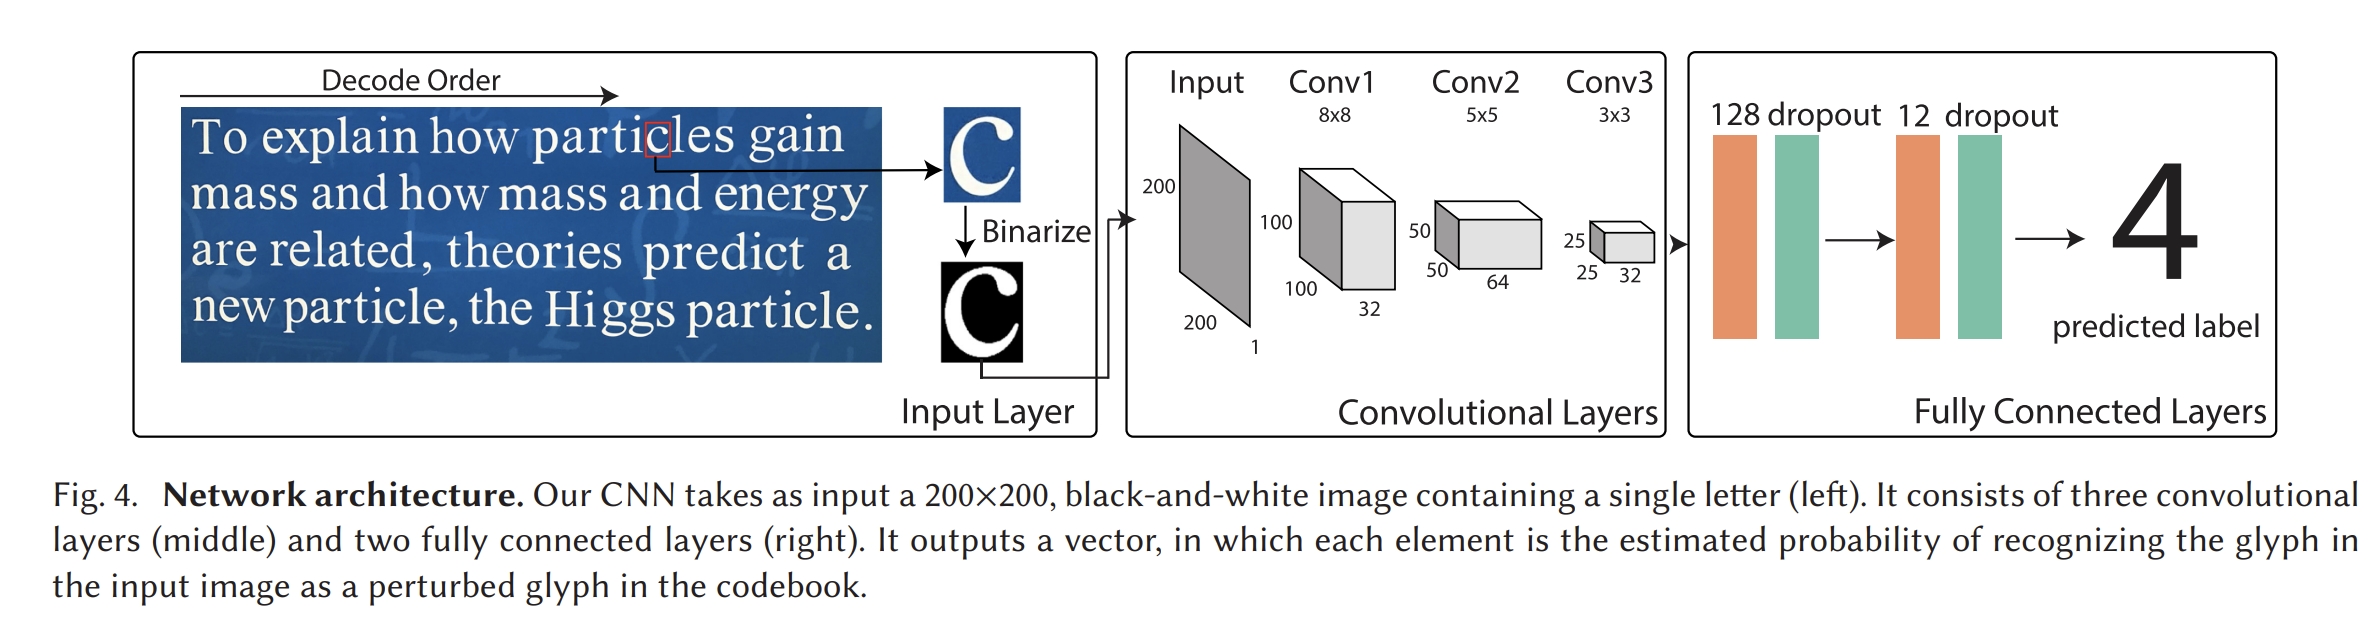 Decode Order
To explain how particles gain
mass and how mass and energy
are related, theories predict a
new particle, the Higgs particle.
C
Binarize
C
Input Layer
Input Conv1 Conv2 Conv3
8x8 5x5 3x3
200
200
1
100
100
32
50
50
64
25
25
32
Convolutional Layers
128 dropout 12 dropout
4
predicted label
Fully Connected Layers
Fig. 4. Network architecture. Our CNN takes as input a 200×200, black-and-white image containing a single letter (left). It consists of three convolutional
layers (middle) and two fully connected layers (right). It outputs a vector, in which each element is the estimated probability of recognizing the glyph in
the input image as a perturbed glyph in the codebook.